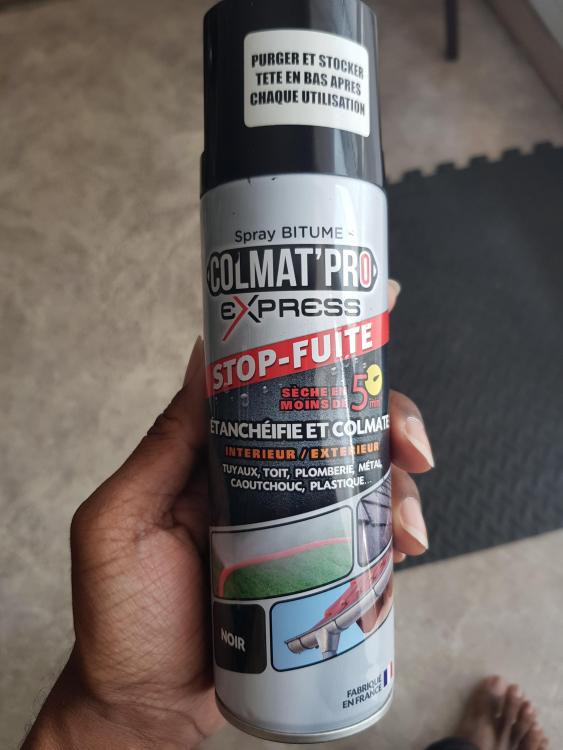 PURGER ET STOCKER
TETE EN BAS APRES
CHAQUE UTILISATION
Spray BITUME -
COLMAT'PRO
eXPRESS
STOP-FUITE
SÈCHE EN
MOINS DE 5 min
ÉTANCHÉIFIE ET COLMATE
INTERIEUR / EXTERIEUR
TUYAUX, TOIT, PLOMBERIE, MÉTAL,
CAOUTCHOUC, PLASTIQUE...
NOIR
FABRIQUÉ
EN FRANCE